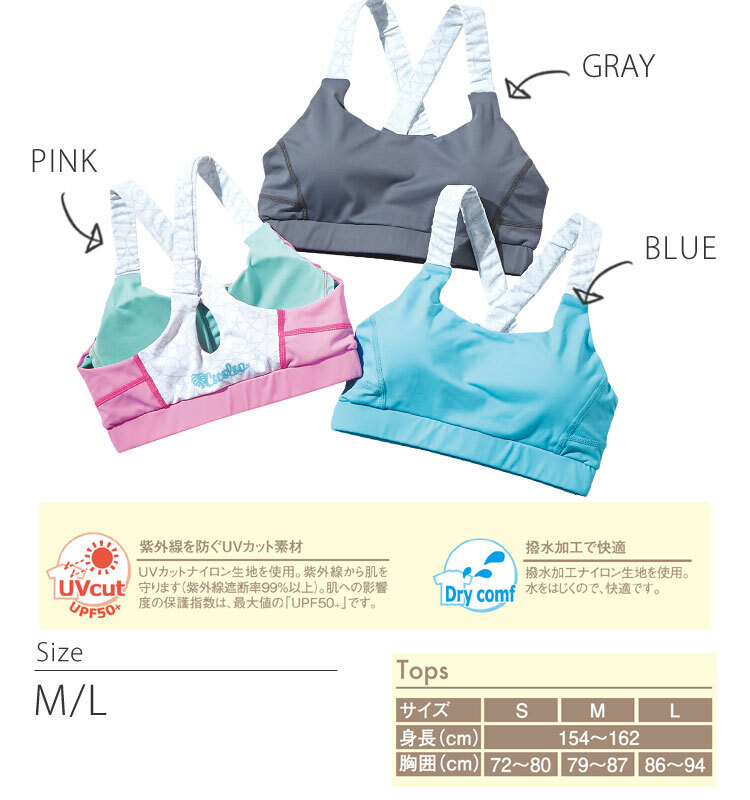 GRAY
PINK
BLUE
Cocoloa
紫外線を防ぐUVカット素材
UVカットナイロン生地を使用。紫外線から肌を
守ります(紫外線遮断率99%以上)。肌への影響
度の保護指数は、最大値の「UPF50+」です。
UVcut
UPF50+
撥水加工で快適
撥水加工ナイロン生地を使用。
水をはじくので、快適です。
Dry comf
Size
M/L
Tops
サイズ S M L
身長(cm) 154〜162
胸囲(cm) 72〜80 79〜87 86〜94